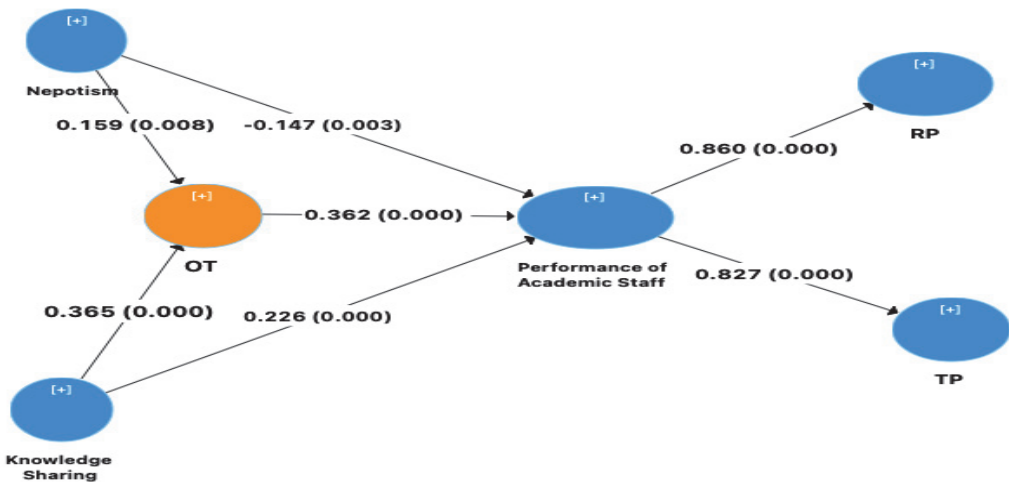 [+]
Nepotism
0.159 (0.008)
-0.147 (0.003)
[+]
OT
0.362 (0.000)
0.365 (0.000)
0.226 (0.000)
[+]
Knowledge
Sharing
[+]
Performance of
Academic Staff
0.860 (0.000)
0.827 (0.000)
[+]
RP
[+]
TP